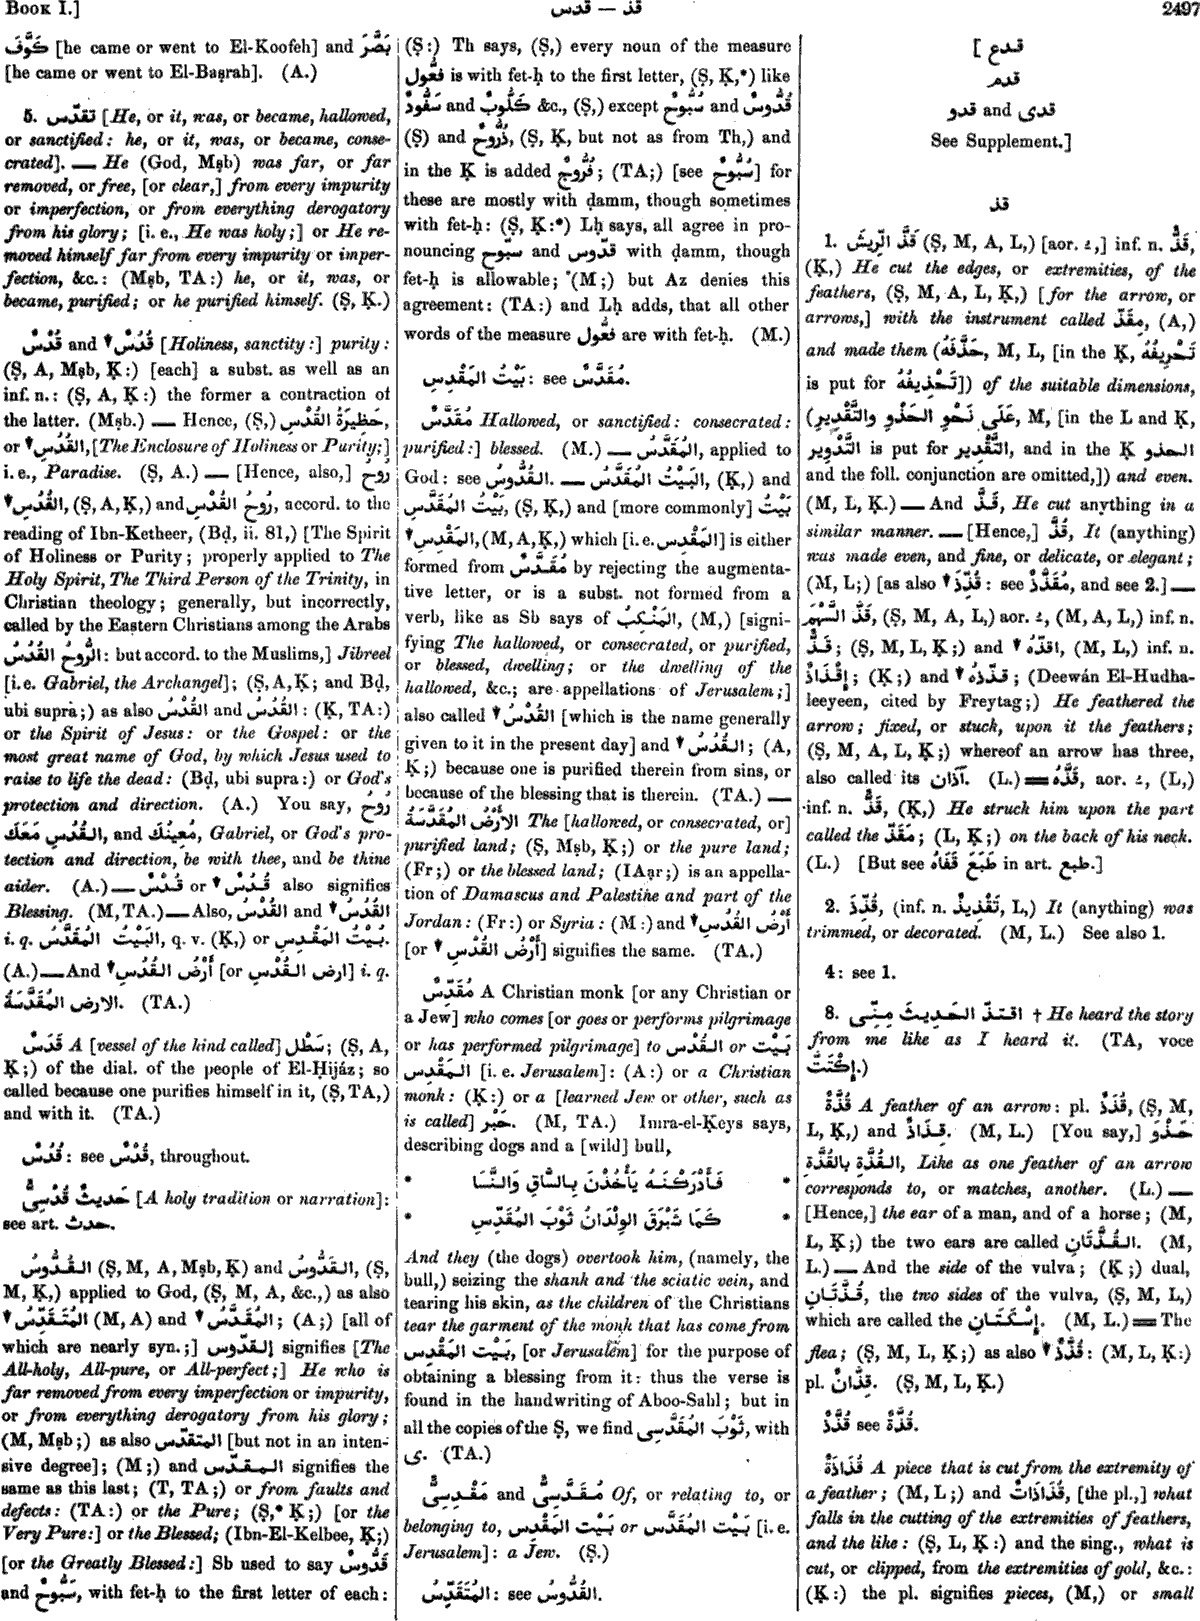 BOOK I.]
قذ — قدس
2497
كَوَّفَ [he came or went to El-Koofeh] and بَصَّرَ
[he came or went to El-Baṣrah]. (A.)
5. تقدّس [He, or it, was, or became, hallowed,
or sanctified: he, or it, was, or became, conse-
crated]. — He (God, Mṣb) was far, or far
removed, or free, [or clear,] from every impurity
or imperfection, or from everything derogatory
from his glory; [i. e., He was holy;] or He re-
moved himself far from every impurity or imper-
fection, &c.: (Mṣb, TA:) he, or it, was, or
became, purified; or he purified himself. (Ṣ, Ḳ.)
قُدْسٌ and ▼ قُدُسٌ [Holiness, sanctity:] purity:
(Ṣ, A, Mṣb, Ḳ:) [each] a subst. as well as an
inf. n.: (Ṣ, A, Ḳ:) the former a contraction of
the latter. (Mṣb.) — Hence, (Ṣ,) حَظِيرَةُ القُدْسِ,
or ▼ القُدُسِ, [The Enclosure of Holiness or Purity;]
i. e., Paradise. (Ṣ, A.) — [Hence, also,] رُوح
▼ القُدُسِ, (Ṣ, A, Ḳ,) and رُوحُ القُدْسِ, accord. to the
reading of Ibn-Ketheer, (Bḍ, ii. 81,) [The Spirit
of Holiness or Purity; properly applied to The
Holy Spirit, The Third Person of the Trinity, in
Christian theology; generally, but incorrectly,
called by the Eastern Christians among the Arabs
الرُّوحُ القُدُسُ: but accord. to the Muslims,] Jibreel
[i. e. Gabriel, the Archangel]; (Ṣ, A, Ḳ; and Bḍ,
ubi suprà;) as also القُدُسُ and القُدْسُ: (Ḳ, TA:)
or the Spirit of Jesus: or the Gospel: or the
most great name of God, by which Jesus used to
raise to life the dead: (Bḍ, ubi supra:) or God's
protection and direction. (A.) You say, رُوحُ
القُدُسِ مَعَكَ, and مُعِينُكَ, Gabriel, or God's pro-
tection and direction, be with thee, and be thine
aider. (A.) — قُدْسٌ or ▼ قُدُسٌ also signifies
Blessing. (M, TA.) — Also, القُدْسُ and ▼ القُدُسُ
i. q. البَيْتُ المُقَدَّسُ, q. v. (Ḳ,) or بَيْتُ المَقْدِسِ.
(A.) — And ▼ أَرْضُ القُدُسِ [or ارض القُدْسِ] i. q.
الارض المُقَدَّسَةُ. (TA.)
قَدَسٌ A [vessel of the kind called] سَطْل; (Ṣ, A,
Ḳ;) of the dial. of the people of El-Ḥijáz; so
called because one purifies himself in it, (Ṣ, TA,)
and with it. (TA.)
قُدُسٌ: see قُدْسٌ, throughout.
حَدِيثٌ قُدْسِىٌّ [A holy tradition or narration]:
see art. حدث.
القُدُّوسُ (Ṣ, M, A, Mṣb, Ḳ) and القَدُّوسُ, (Ṣ,
M, Ḳ,) applied to God, (Ṣ, M, A, &c.,) as also
▼ المُتَقَدِّسُ (M, A) and ▼ المُقَدَّسُ; (A;) [all of
which are nearly syn.;] القدّوس signifies [The
All-holy, All-pure, or All-perfect;] He who is
far removed from every imperfection or impurity,
or from everything derogatory from his glory;
(M, Mṣb;) as also المتقدّس [but not in an inten-
sive degree]; (M;) and المقدّس signifies the
same as this last; (T, TA;) or from faults and
defects: (TA:) or the Pure; (Ṣ,* Ḳ;) [or the
Very Pure:] or the Blessed; (Ibn-El-Kelbee, Ḳ;)
[or the Greatly Blessed:] Sb used to say قَدُّوسٌ
and سَبُّوحٌ, with fet-ḥ to the first letter of each:
(Ṣ:) Th says, (Ṣ,) every noun of the measure
فعُّول is with fet-ḥ to the first letter, (Ṣ, Ḳ,*) like
سَفُّودٌ and كَلُّوبٌ &c., (Ṣ,) except سُبُّوحٌ and قُدُّوسٌ
(Ṣ) and ذُرُّوحٌ, (Ṣ, Ḳ, but not as from Th,) and
in the Ḳ is added فُرُّوجٌ; (TA;) [see سُبُّوحٌ] for
these are mostly with ḍamm, though sometimes
with fet-ḥ: (Ṣ, Ḳ:*) Lḥ says, all agree in pro-
nouncing سبّوح and قدّوس with ḍamm, though
fet-ḥ is allowable; (M;) but Az denies this
agreement: (TA:) and Lḥ adds, that all other
words of the measure فعُّول are with fet-ḥ. (M.)
بَيْتُ المَقْدِسِ: see مُقَدَّسٌ.
مُقَدَّسٌ Hallowed, or sanctified: consecrated:
purified:] blessed. (M.) — المُقَدَّسُ, applied to
God: see القُدُّوسُ. — البَيْتُ المُقَدَّسُ, (Ḳ,) and
بَيْتُ المُقَدَّسِ, (Ṣ, Ḳ,) and [more commonly] بَيْتُ
▼ المَقْدِسِ, (M, A, Ḳ,) which [i. e. المَقْدِس] is either
formed from مُقَدَّسٌ by rejecting the augmenta-
tive letter, or is a subst. not formed from a
verb, like as Sb says of المَنْكِبُ, (M,) [signi-
fying The hallowed, or consecrated, or purified,
or blessed, dwelling; or the dwelling of the
hallowed, &c.; are appellations of Jerusalem;]
also called ▼ القُدْسُ [which is the name generally
given to it in the present day] and ▼ القُدُسُ; (A,
Ḳ;) because one is purified therein from sins, or
because of the blessing that is therein. (TA.) —
الأَرْضُ المُقَدَّسَةُ The [hallowed, or consecrated, or]
purified land; (Ṣ, Mṣb, Ḳ;) or the pure land;
(Fr;) or the blessed land; (IAạr;) is an appella-
tion of Damascus and Palestine and part of the
Jordan: (Fr:) or Syria: (M:) and ▼ أَرْضُ القُدُسِ
[or ▼ أَرْضُ القُدْسِ] signifies the same. (TA.)
مُقَدِّسٌ A Christian monk [or any Christian or
a Jew] who comes [or goes or performs pilgrimage
or has performed pilgrimage] to القُدْس or بَيْت
المَقْدِس [i. e. Jerusalem]: (A:) or a Christian
monk: (Ḳ:) or a [learned Jew or other, such as
is called] حَبْر. (M, TA.) Imra-el-Ḳeys says,
describing dogs and a [wild] bull,
* فَأَدْرَكْنَهُ يَأْخُذْنَ بِالسَّاقِ وَالنَّسَا *
* كَمَا شَبْرَقَ الوِلْدَانُ ثَوْبَ المُقَدِّسِ *
And they (the dogs) overtook him, (namely, the
bull,) seizing the shank and the sciatic vein, and
tearing his skin, as the children of the Christians
tear the garment of the monk that has come from
بَيْت المَقْدِس, [or Jerusalem] for the purpose of
obtaining a blessing from it: thus the verse is
found in the handwriting of Aboo-Sahl; but in
all the copies of the Ṣ, we find ثَوْبَ المُقَدَّسِى, with
ى. (TA.)
مَقْدِسِىٌّ and مُقَدَّسِىٌّ Of, or relating to, or
belonging to, بَيْت المَقْدِس or بَيْت المُقَدَّس [i. e.
Jerusalem]: a Jew. (Ṣ.)
المُتَقَدِّسُ: see القُدُّوسُ.
[ قدع
قدم
قدى and قدو
See Supplement.]
قذ
1. قَذَّ الرِّيشَ (Ṣ, M, A, L,) [aor. ـُ,] inf. n. قَذٌّ,
(Ḳ,) He cut the edges, or extremities, of the
feathers, (Ṣ, M, A, L, Ḳ,) [for the arrow, or
arrows,] with the instrument called مِقَذّ, (A,)
and made them (حَذَّفَهُ, M, L, [in the Ḳ, تَحْرِيفُهُ
is put for تَحْذِيفُهُ]) of the suitable dimensions,
(عَلَى نَحْوِ الحَذْوِ والتَّقْدِيرِ, M, [in the L and Ḳ,
التَّدْوِير is put for التَّقْدِير, and in the Ḳ الحذو
and the foll. conjunction are omitted,]) and even.
(M, L, Ḳ.) — And قَذَّ, He cut anything in a
similar manner. — [Hence,] قُذَّ, It (anything)
was made even, and fine, or delicate, or elegant;
(M, L;) [as also ▼ قُذِّذَ: see مُقَذَّذٌ, and see 2.] —
قَذَّ السَّهْمَ, (Ṣ, M, A, L,) aor. ـُ, (M, A, L,) inf. n.
قَذٌّ; (Ṣ, M, L, Ḳ;) and ▼ اقذّهُ, (M, L,) inf. n.
إِقْذَاذٌ; (Ḳ;) and ▼ قذّذهُ; (Deewán El-Hudha-
leeyeen, cited by Freytag;) He feathered the
arrow; fixed, or stuck, upon it the feathers;
(Ṣ, M, A, L, Ḳ;) whereof an arrow has three,
also called its آذَان. (L.) ══ قَذَّهُ, aor. ـُ, (L,)
inf. n. قَذٌّ, (Ḳ,) He struck him upon the part
called the مَقَذّ; (L, Ḳ;) on the back of his neck.
(L.) [But see طَبَعَ قَفَاهُ in art. طبع.]
2. قُذِّذَ, (inf. n. تَقْذِيذٌ, L,) It (anything) was
trimmed, or decorated. (M, L.) See also 1.
4: see 1.
8. اقتذّ الحَدِيثَ مِنِّى † He heard the story
from me like as I heard it. (TA, voce
إِكْتَتَّ.)
قُذَّةٌ A feather of an arrow: pl. قُذَذٌ, (Ṣ, M,
L, Ḳ,) and قِذَاذٌ. (M, L.) [You say,] حَذْوَ
القُذَّةِ بِالقُذَّةِ, Like as one feather of an arrow
corresponds to, or matches, another. (L.) —
[Hence,] the ear of a man, and of a horse; (M,
L, Ḳ;) the two ears are called القُذَّتَانِ. (M,
L.) — And the side of the vulva; (Ḳ;) dual,
قُذَّتَانِ, the two sides of the vulva, (Ṣ, M, L,)
which are called the إِسْكَتَانِ. (M, L.) ══ The
flea; (Ṣ, M, L, Ḳ;) as also ▼ قُذَذٌ: (M, L, Ḳ:)
pl. قِذَّانٌ. (Ṣ, M, L, Ḳ.)
قُذَذٌ see قُذَّةٌ.
قُذَاذَةٌ A piece that is cut from the extremity of
a feather; (M, L;) and قُذَاذَاتٌ, [the pl.,] what
falls in the cutting of the extremities of feathers,
and the like: (Ṣ, L, Ḳ:) and the sing., what is
cut, or clipped, from the extremities of gold, &c.:
(Ḳ:) the pl. signifies pieces, (M,) or small